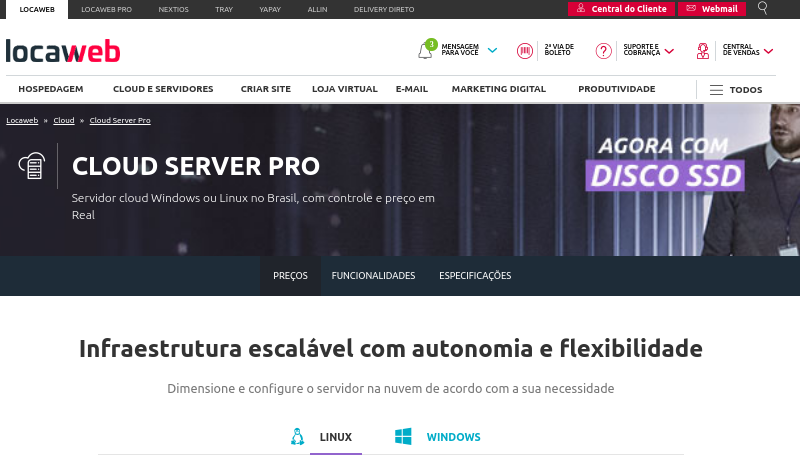 LOCAWEB LOCAWEB PRO NEXTIOS TRAY YAPAY ALLIN DELIVERY DIRETO Central do Cliente Webmail
locaweb
3 MENSAGEM PARA VOCÊ
2ª VIA DE BOLETO
SUPORTE E COBRANÇA
CENTRAL DE VENDAS
HOSPEDAGEM CLOUD E SERVIDORES CRIAR SITE LOJA VIRTUAL E-MAIL MARKETING DIGITAL PRODUTIVIDADE TODOS
Locaweb » Cloud » Cloud Server Pro
CLOUD SERVER PRO
Servidor cloud Windows ou Linux no Brasil, com controle e preço em
Real
AGORA COM
DISCO SSD
PREÇOS FUNCIONALIDADES ESPECIFICAÇÕES
Infraestrutura escalável com autonomia e flexibilidade
Dimensione e configure o servidor na nuvem de acordo com a sua necessidade
LINUX WINDOWS